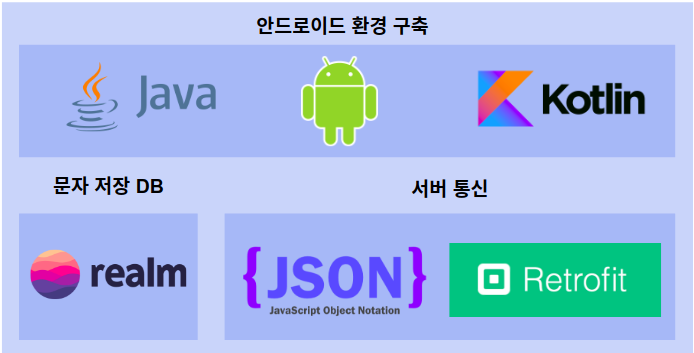 안드로이드 환경 구축
Java
Kotlin
문자 저장 DB
서버 통신
realm
{JSON}
JavaScript Object Notation
Retrofit